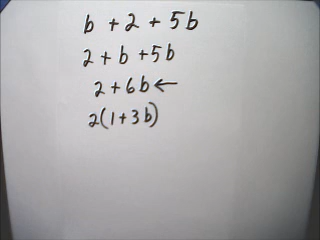 b + 2 + 5b
2 + b + 5b
2 + 6b ←
2(1 + 3b)